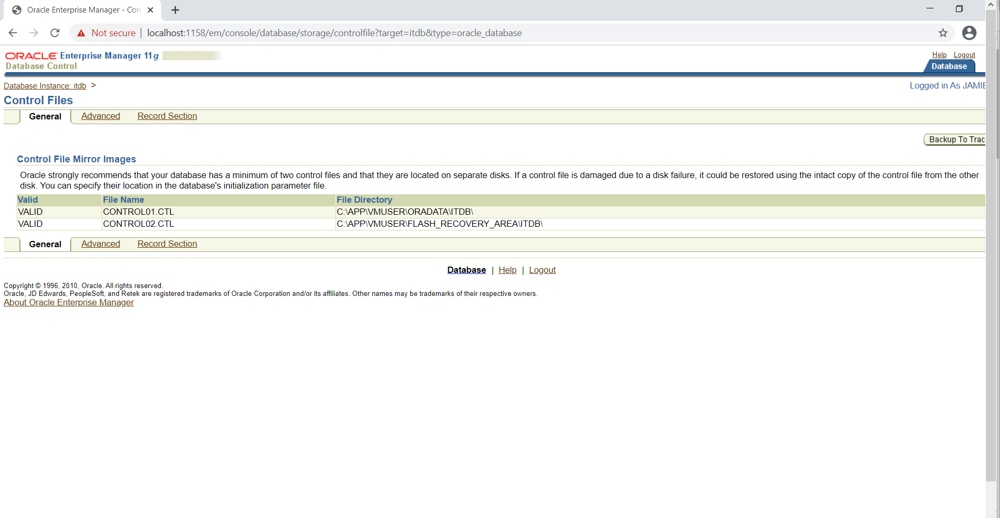 Oracle Enterprise Manager - Con
Not secure | localhost:1158/em/console/database/storage/controlfile?target=itdb&type=oracle_database
ORACLE Enterprise Manager 11g
Database Control
Help Logout
Database
Database Instance: itdb >
Logged in As JAMIE
Control Files
General Advanced Record Section
Backup To Trac
Control File Mirror Images
Oracle strongly recommends that your database has a minimum of two control files and that they are located on separate disks. If a control file is damaged due to a disk failure, it could be restored using the intact copy of the control file from the other
disk. You can specify their location in the database's initialization parameter file.
Valid File Name File Directory
VALID CONTROL01.CTL C:\APP\VMUSER\ORADATA\ITDB\
VALID CONTROL02.CTL C:\APP\VMUSER\FLASH_RECOVERY_AREA\ITDB\
General Advanced Record Section
Database | Help | Logout
Copyright © 1996, 2010, Oracle. All rights reserved.
Oracle, JD Edwards, PeopleSoft, and Retek are registered trademarks of Oracle Corporation and/or its affiliates. Other names may be trademarks of their respective owners.
About Oracle Enterprise Manager